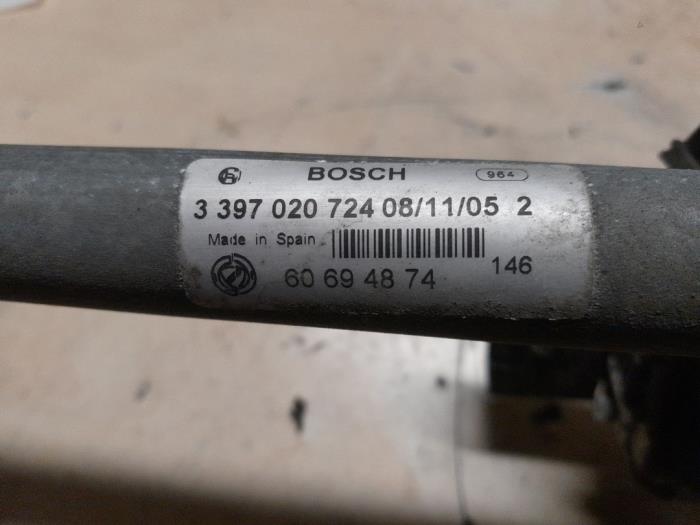 BOSCH 964
3 397 020 724 08/11/05 2
Made in Spain
60 69 48 74 146